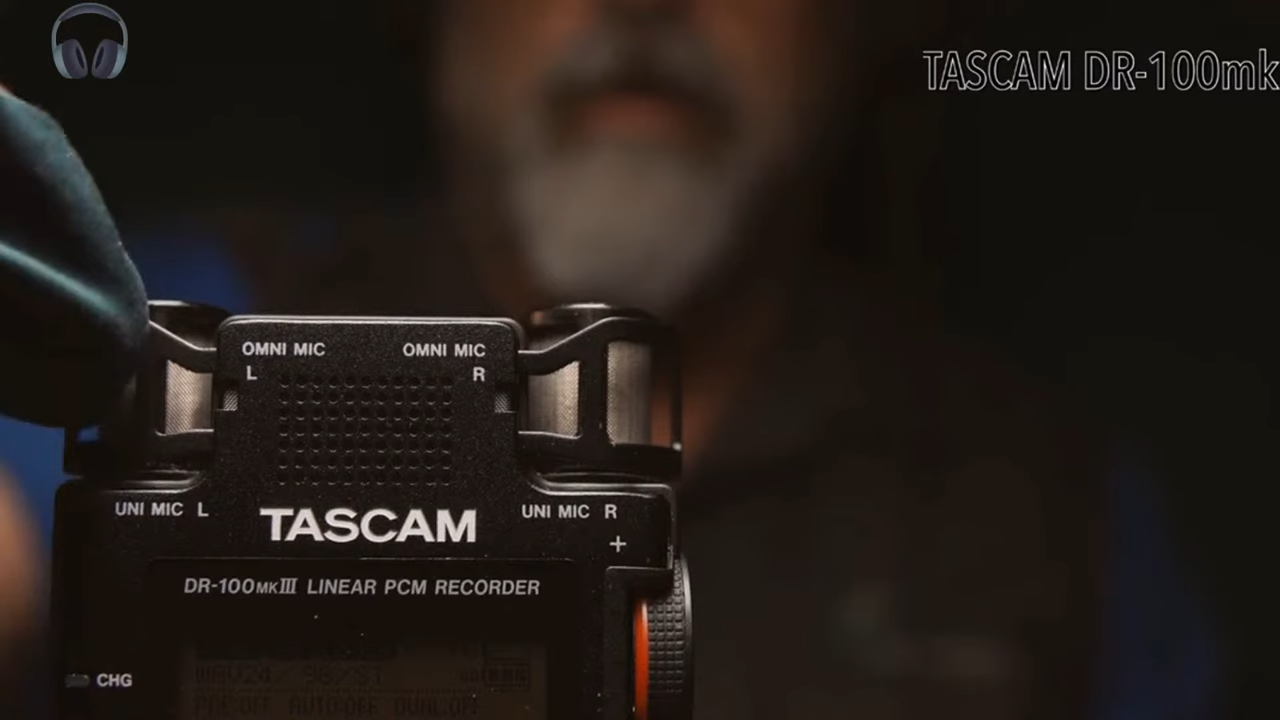 TASCAM DR-100mk
OMNI MIC OMNI MIC
L R
UNI MIC L UNI MIC R
TASCAM
+
DR-100MKIII LINEAR PCM RECORDER
CHG